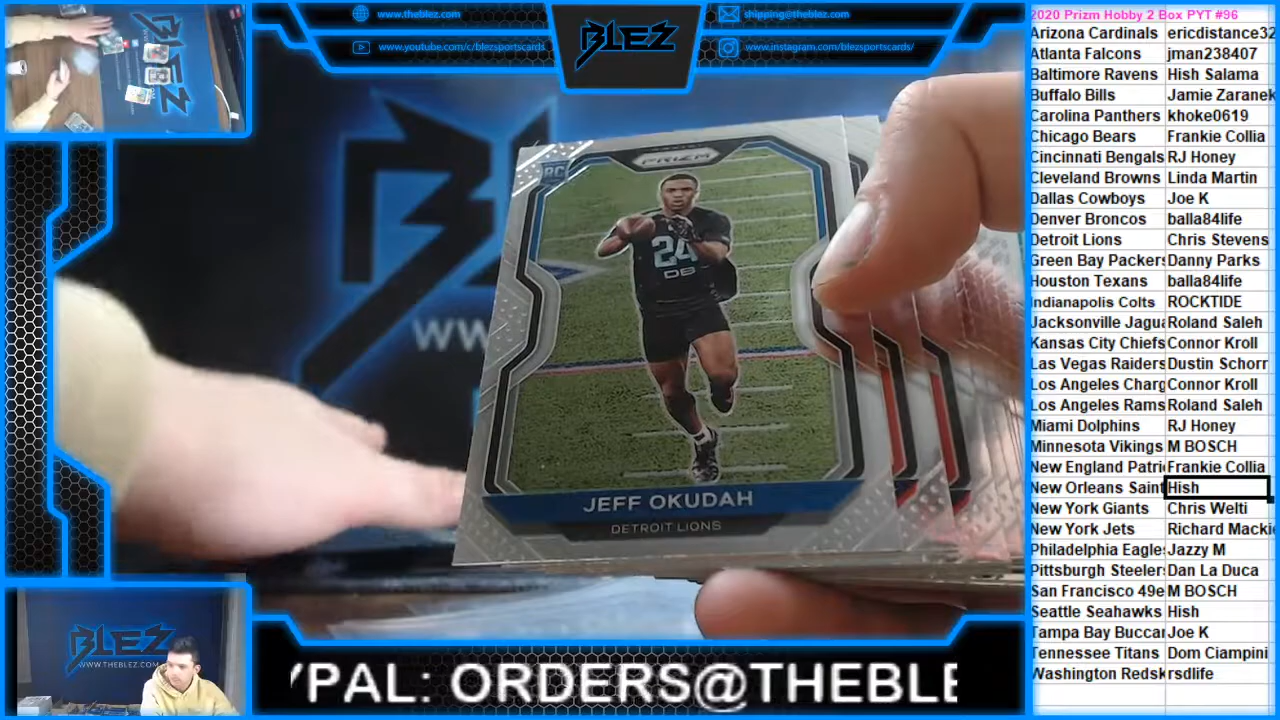 www.theblez.com
shipping@theblez.com
www.youtube.com/c/blezsportscards
www.instagram.com/blezsportscards/
BLEZ
BLEZ
WW
PRIZM
RC
24
DB
JEFF OKUDAH
DETROIT LIONS
BLEZ
WWW.THEBLEZ.COM
YPAL: ORDERS@THEBLE
2020 Prizm Hobby 2 Box PYT #96
Arizona Cardinals ericdistance32
Atlanta Falcons jman238407
Baltimore Ravens Hish Salama
Buffalo Bills Jamie Zaranek
Carolina Panthers khoke0619
Chicago Bears Frankie Collia
Cincinnati Bengals RJ Honey
Cleveland Browns Linda Martin
Dallas Cowboys Joe K
Denver Broncos balla84life
Detroit Lions Chris Stevens
Green Bay Packers Danny Parks
Houston Texans balla84life
Indianapolis Colts ROCKTIDE
Jacksonville Jagua Roland Saleh
Kansas City Chiefs Connor Kroll
Las Vegas Raiders Dustin Schorr
Los Angeles Charg Connor Kroll
Los Angeles Rams Roland Saleh
Miami Dolphins RJ Honey
Minnesota Vikings M BOSCH
New England Patri Frankie Collia
New Orleans Saint Hish
New York Giants Chris Welti
New York Jets Richard Macki
Philadelphia Eagle Jazzy M
Pittsburgh Steelers Dan La Duca
San Francisco 49e M BOSCH
Seattle Seahawks Hish
Tampa Bay Buccar Joe K
Tennessee Titans Dom Ciampini
Washington Redsk rsdlife